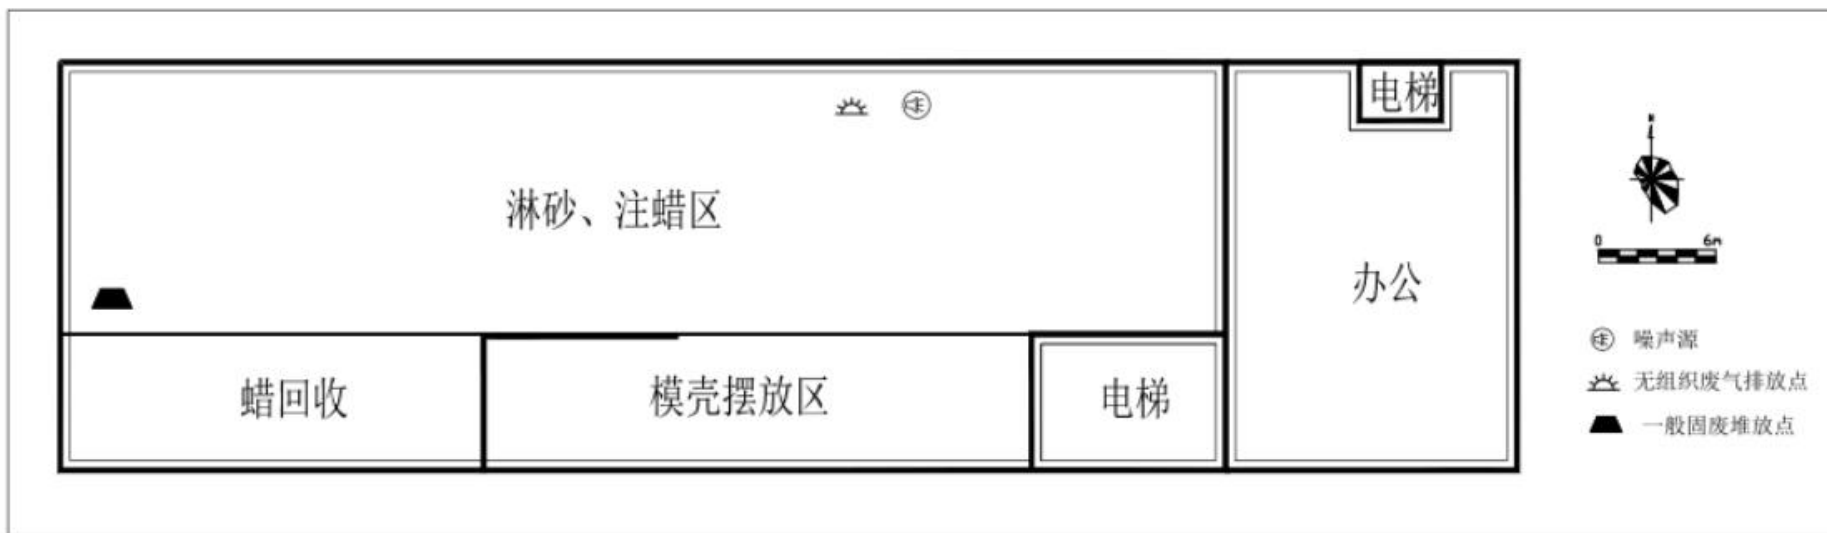 电梯
淋砂、注蜡区
办公
蜡回收
模壳摆放区
电梯
N
0 6m
噪声源
无组织废气排放点
一般固废堆放点